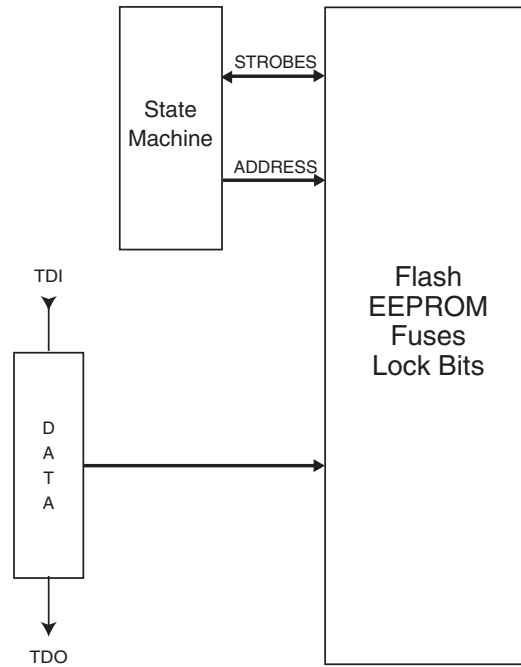 STROBES
State
Machine
ADDRESS
TDI
Flash
EEPROM
Fuses
Lock Bits
D
A
T
A
TDO